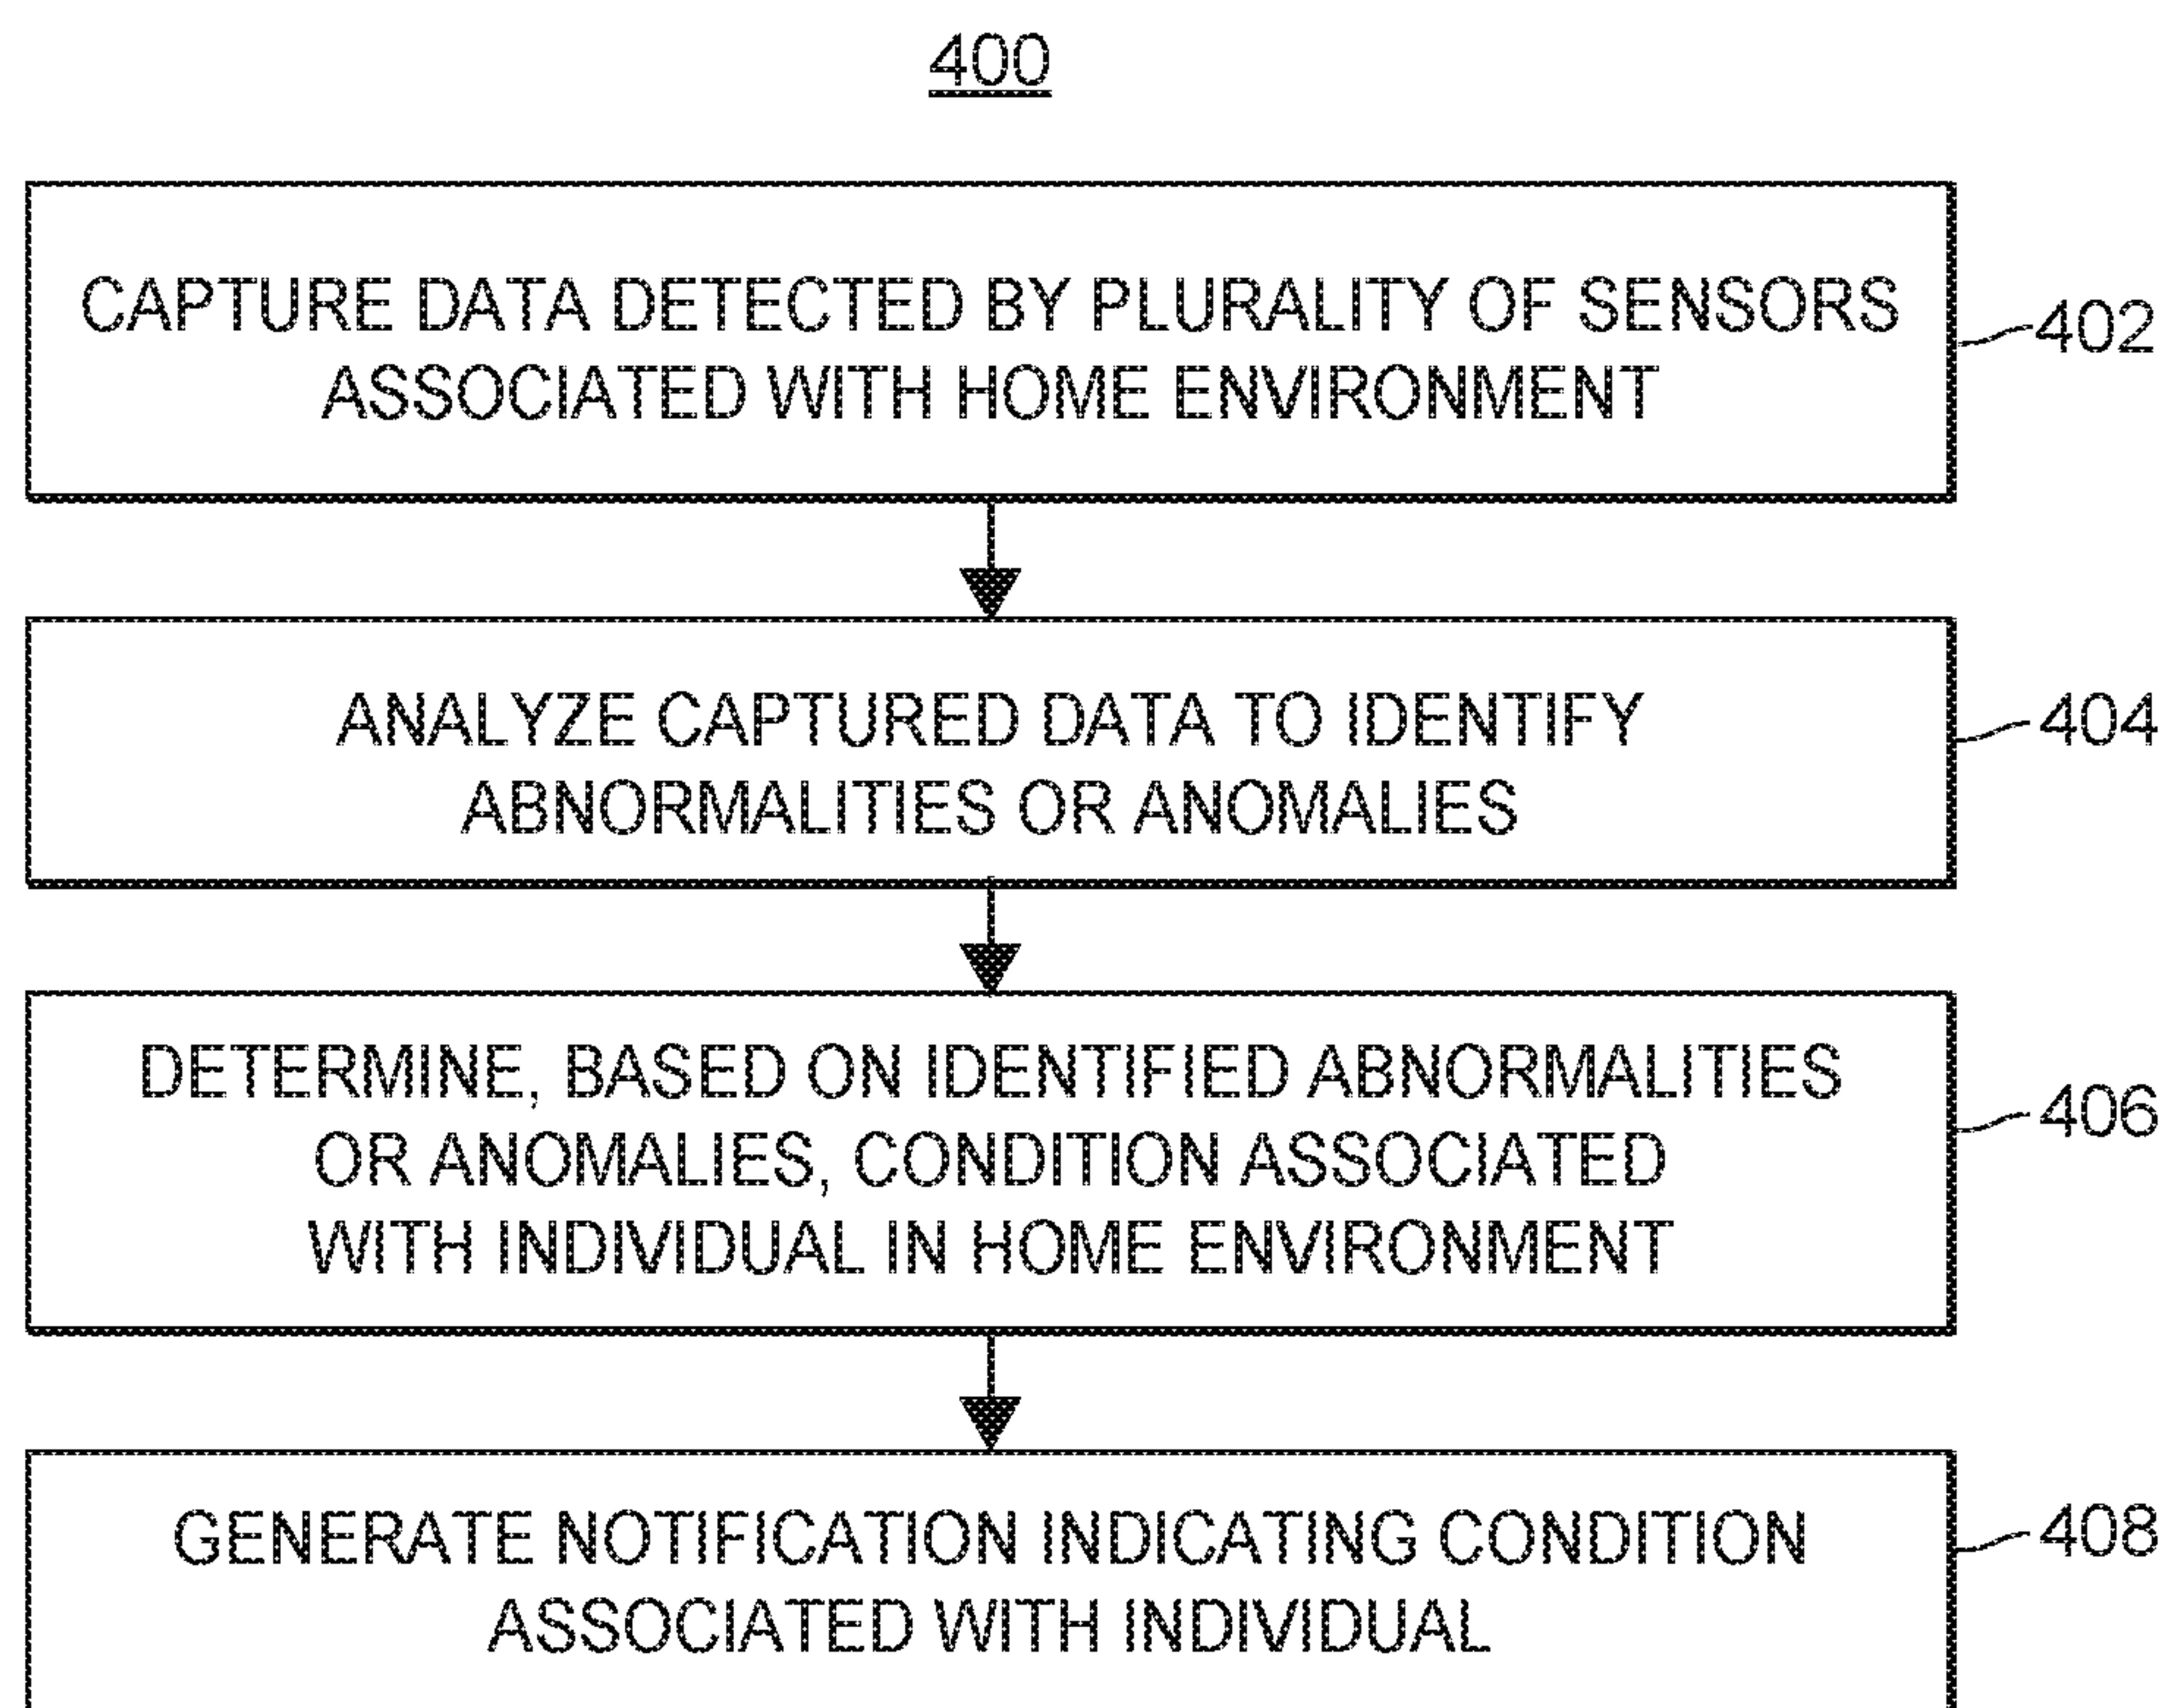 400
CAPTURE DATA DETECTED BY PLURALITY OF SENSORS
ASSOCIATED WITH HOME ENVIRONMENT
402
ANALYZE CAPTURED DATA TO IDENTIFY
ABNORMALITIES OR ANOMALIES
404
DETERMINE, BASED ON IDENTIFIED ABNORMALITIES
OR ANOMALIES, CONDITION ASSOCIATED
WITH INDIVIDUAL IN HOME ENVIRONMENT
406
GENERATE NOTIFICATION INDICATING CONDITION
ASSOCIATED WITH INDIVIDUAL
408